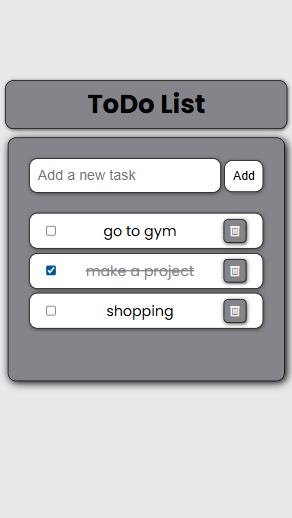 ToDo List
Add a new task
Add
go to gym
make a project
shopping